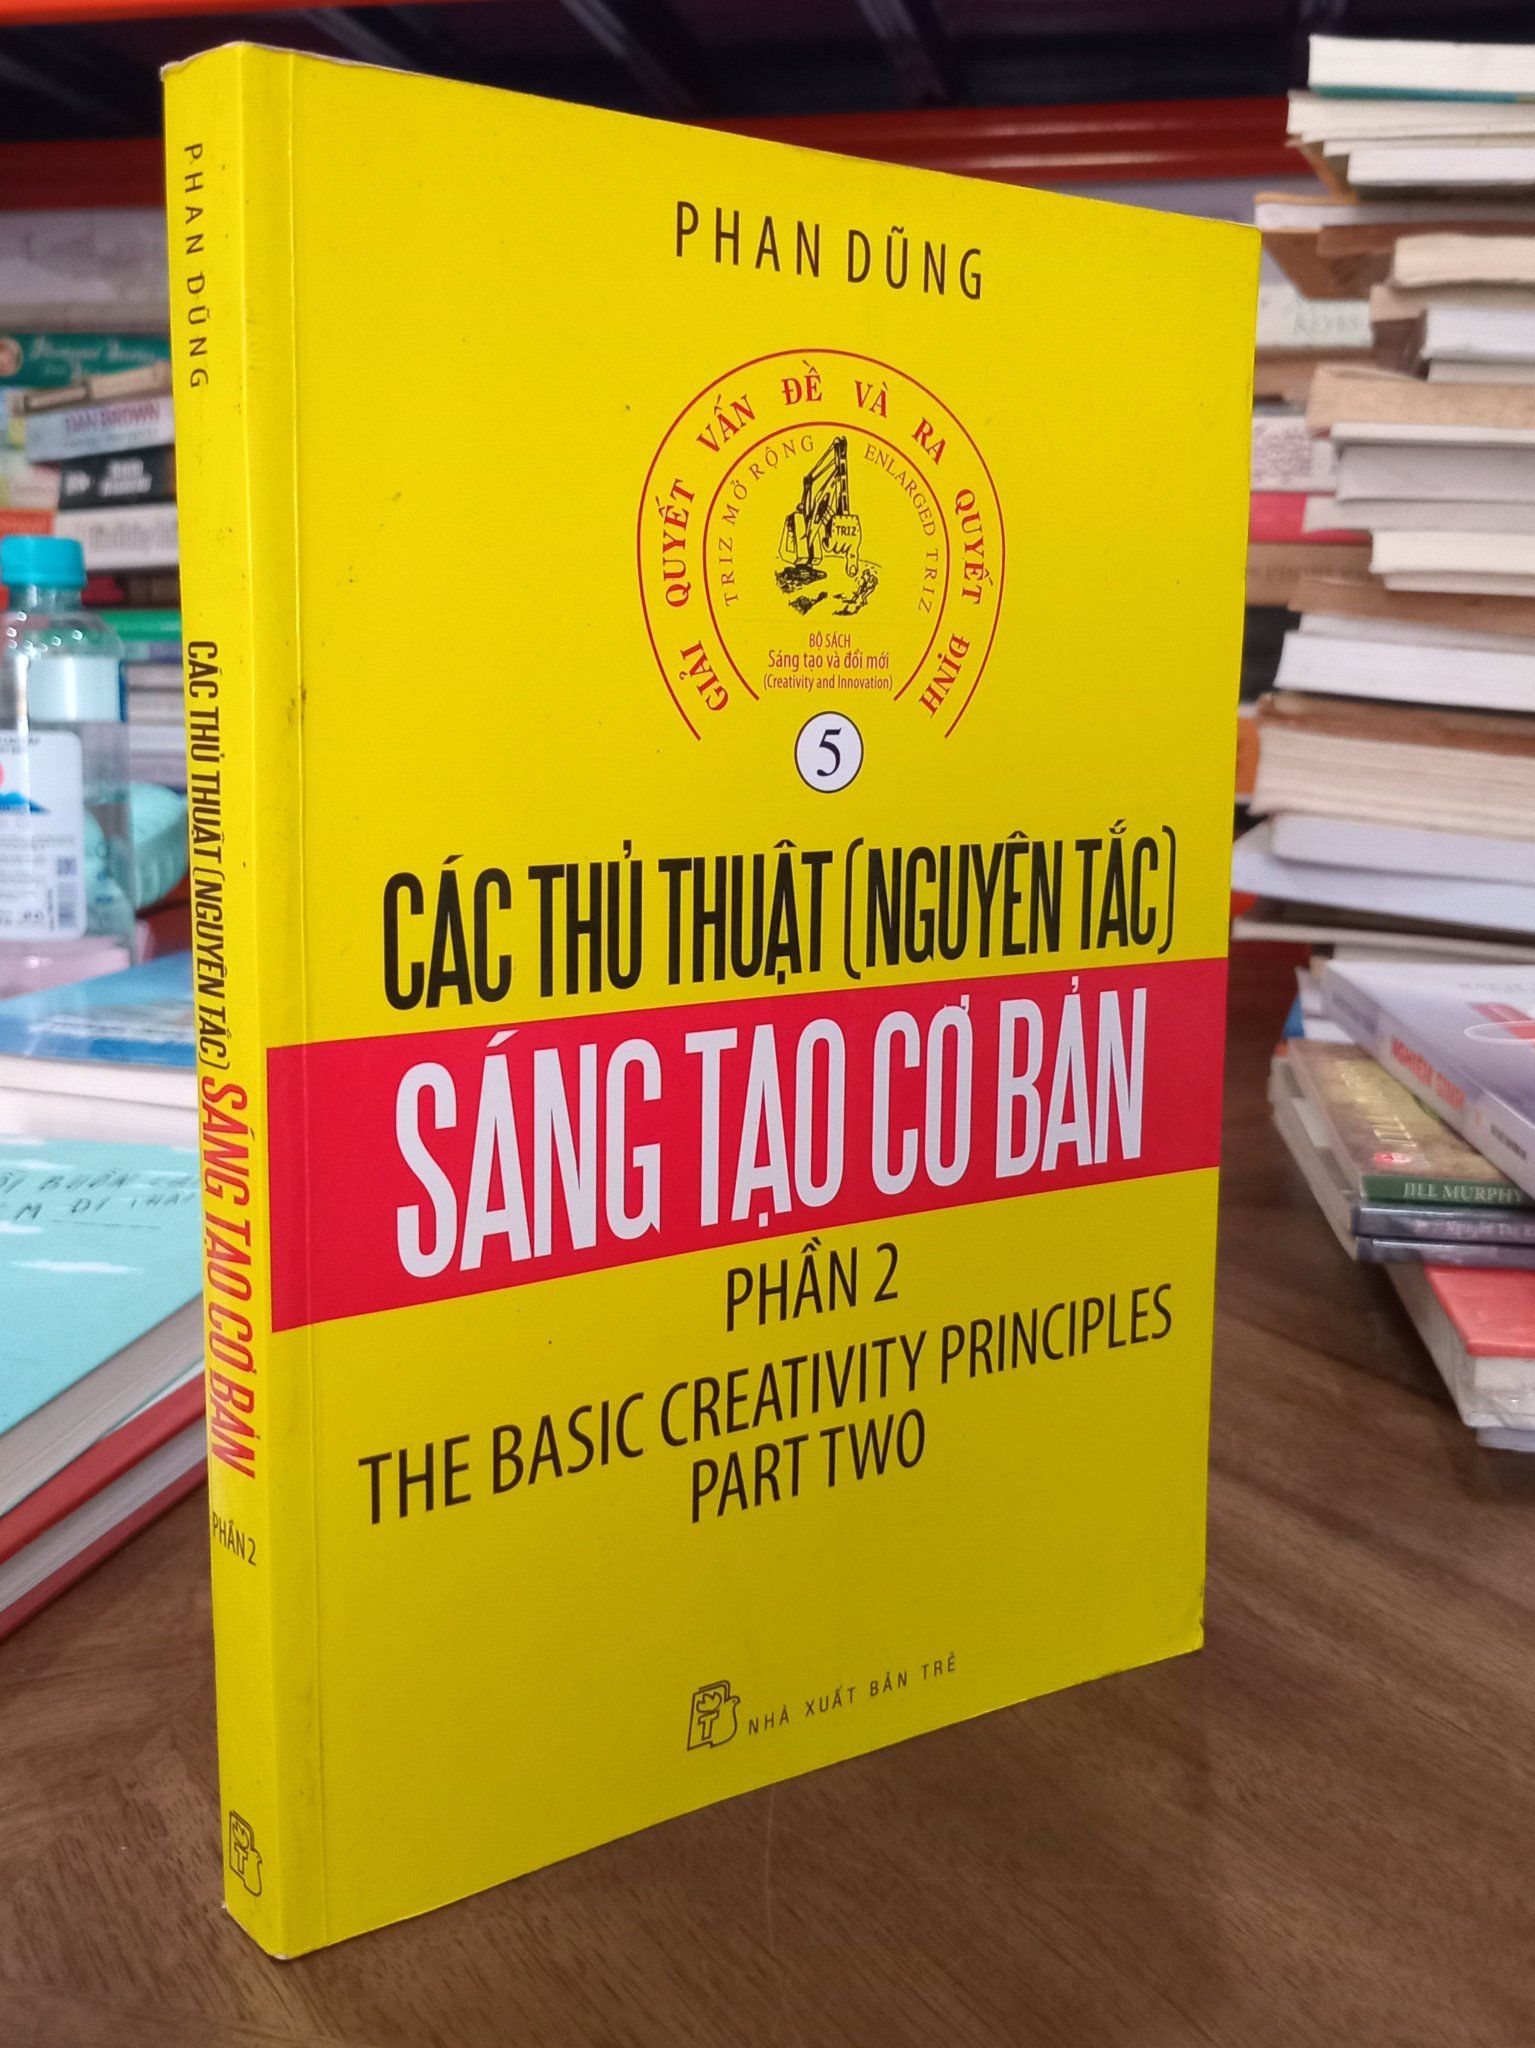 PHAN DŨNG
GIẢI QUYẾT VẤN ĐỀ VÀ RA QUYẾT ĐỊNH
TRIZ MỞ RỘNG ENLARGED TRIZ
TRIZ
BỘ SÁCH
Sáng tạo và đổi mới
(Creativity and Innovation)
5
CÁC THỦ THUẬT (NGUYÊN TẮC)
SÁNG TẠO CƠ BẢN
PHẦN 2
THE BASIC CREATIVITY PRINCIPLES
PART TWO
T
NHÀ XUẤT BẢN TRẺ
PHAN DŨNG
CÁC THỦ THUẬT (NGUYÊN TẮC) SÁNG TẠO CƠ BẢN
PHẦN 2
T
DAN BROWN
JILL MURPHY